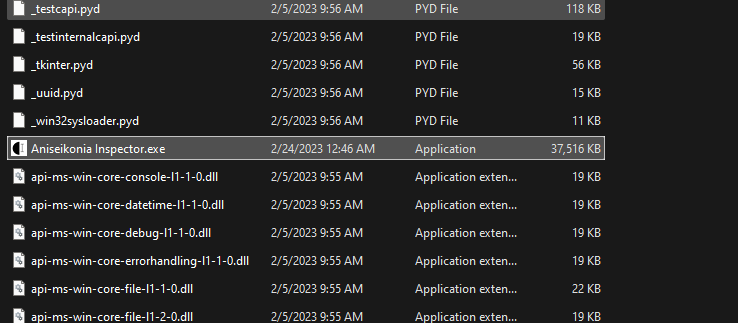 _testcapi.pyd 2/5/2023 9:56 AM PYD File 118 KB
_testinternalcapi.pyd 2/5/2023 9:56 AM PYD File 19 KB
_tkinter.pyd 2/5/2023 9:56 AM PYD File 56 KB
_uuid.pyd 2/5/2023 9:56 AM PYD File 15 KB
_win32sysloader.pyd 2/5/2023 9:56 AM PYD File 11 KB
Aniseikonia Inspector.exe 2/24/2023 12:46 AM Application 37,516 KB
api-ms-win-core-console-l1-1-0.dll 2/5/2023 9:55 AM Application exten... 19 KB
api-ms-win-core-datetime-l1-1-0.dll 2/5/2023 9:55 AM Application exten... 19 KB
api-ms-win-core-debug-l1-1-0.dll 2/5/2023 9:55 AM Application exten... 19 KB
api-ms-win-core-errorhandling-l1-1-0.dll 2/5/2023 9:55 AM Application exten... 19 KB
api-ms-win-core-file-l1-1-0.dll 2/5/2023 9:55 AM Application exten... 22 KB
api-ms-win-core-file-l1-2-0.dll 2/5/2023 9:55 AM Application exten... 19 KB